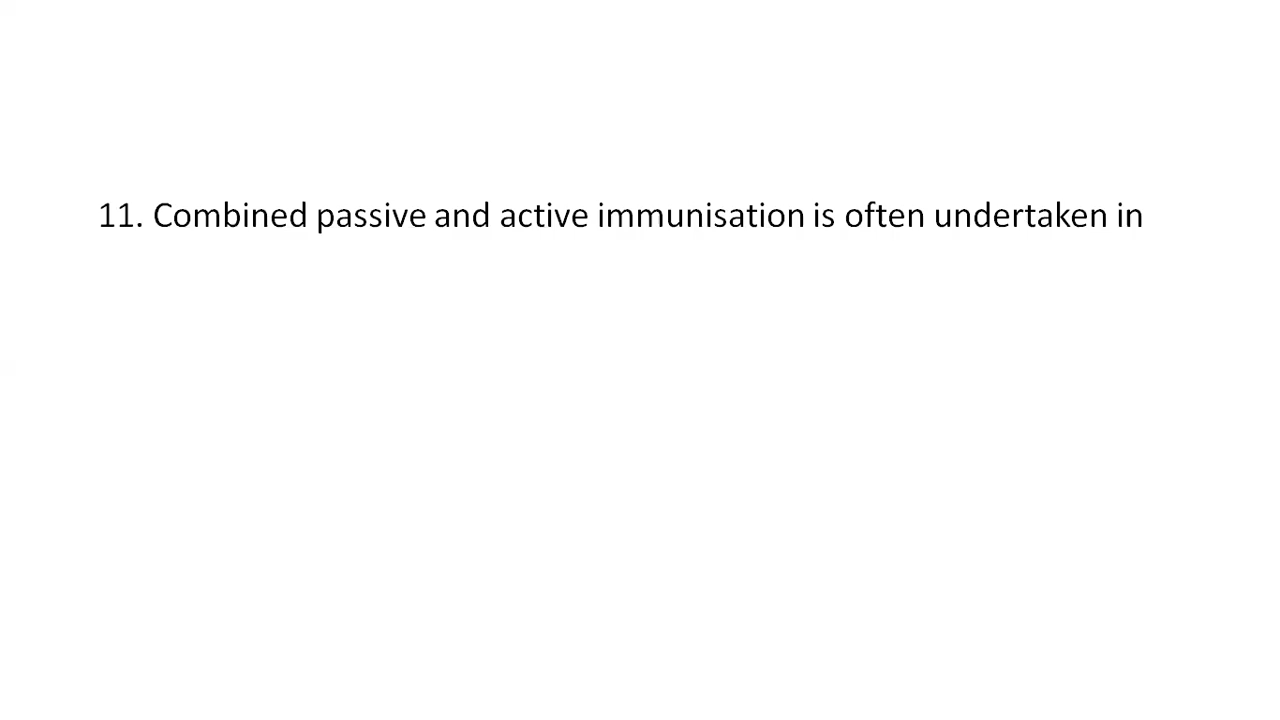 11. Combined passive and active immunisation is often undertaken in